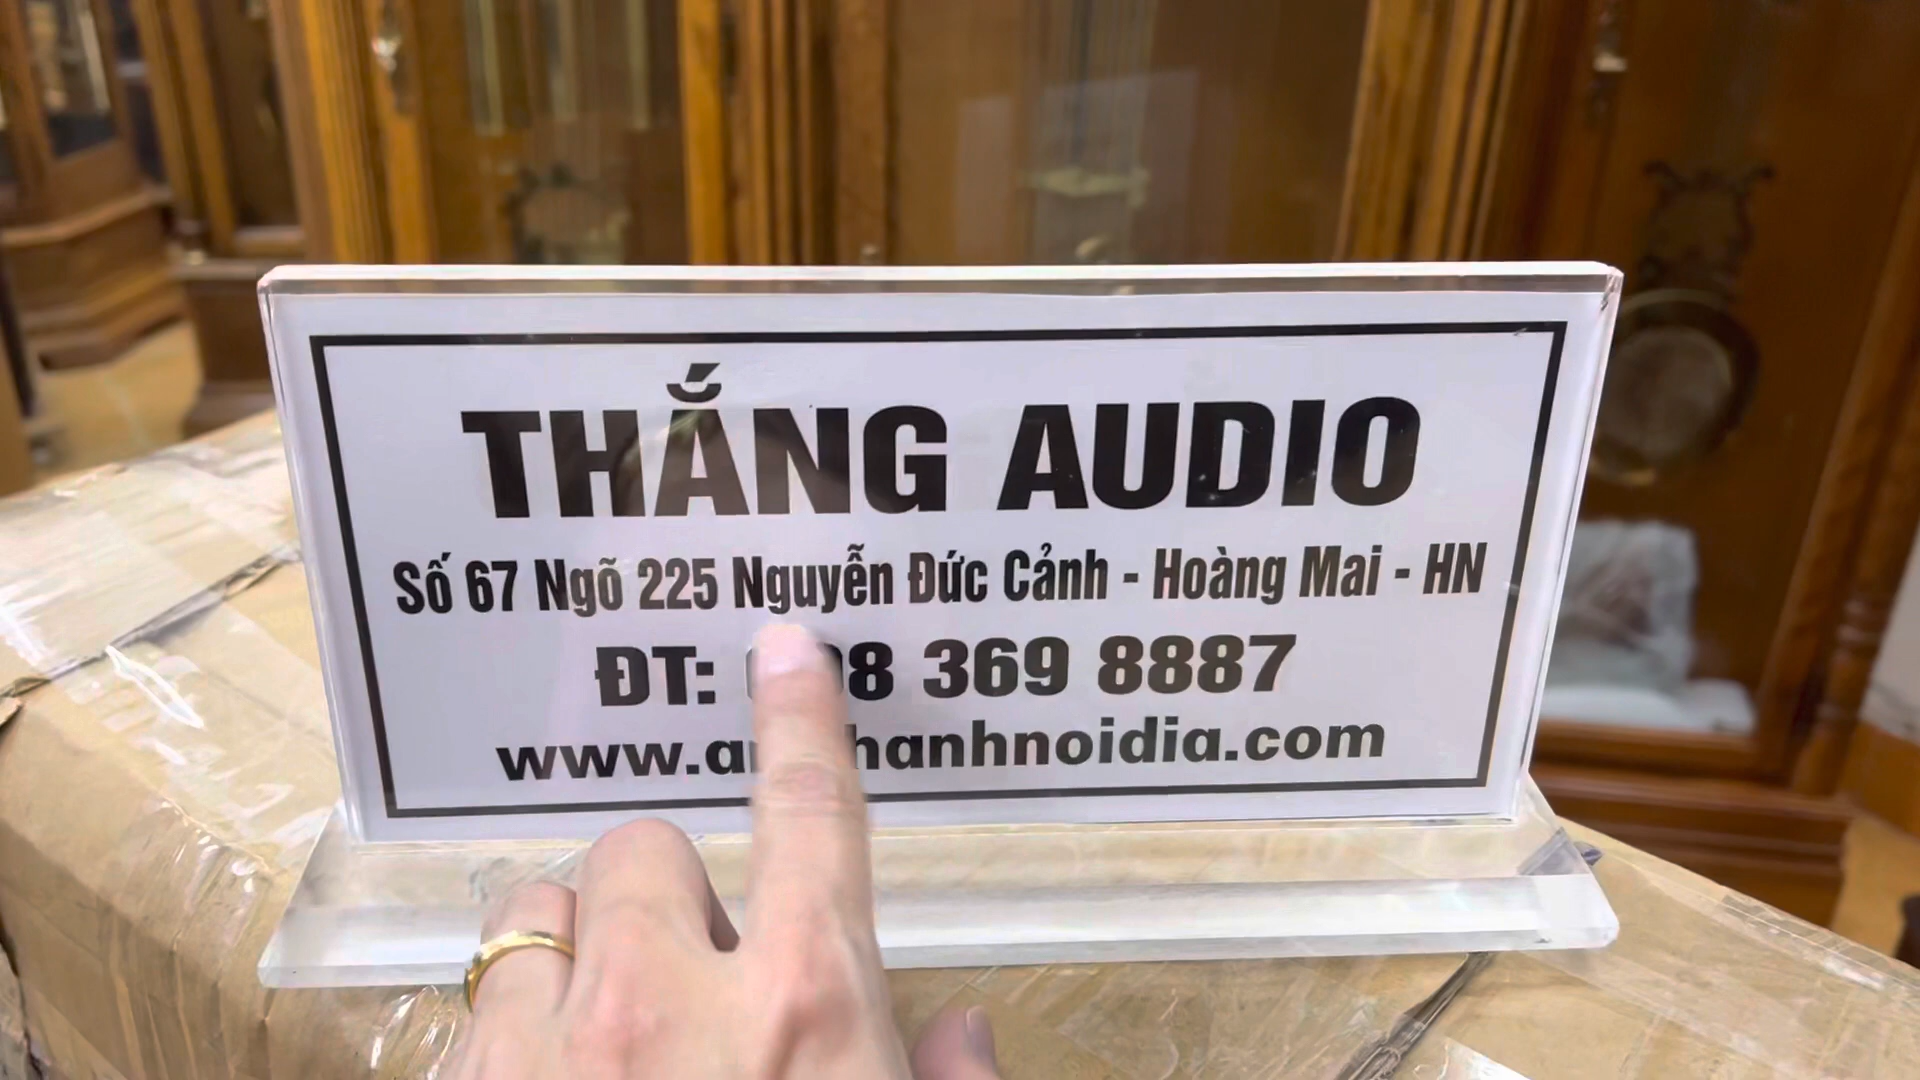 THẮNG AUDIO
Số 67 Ngõ 225 Nguyễn Đức Cảnh - Hoàng Mai - HN
ĐT: 369 8887